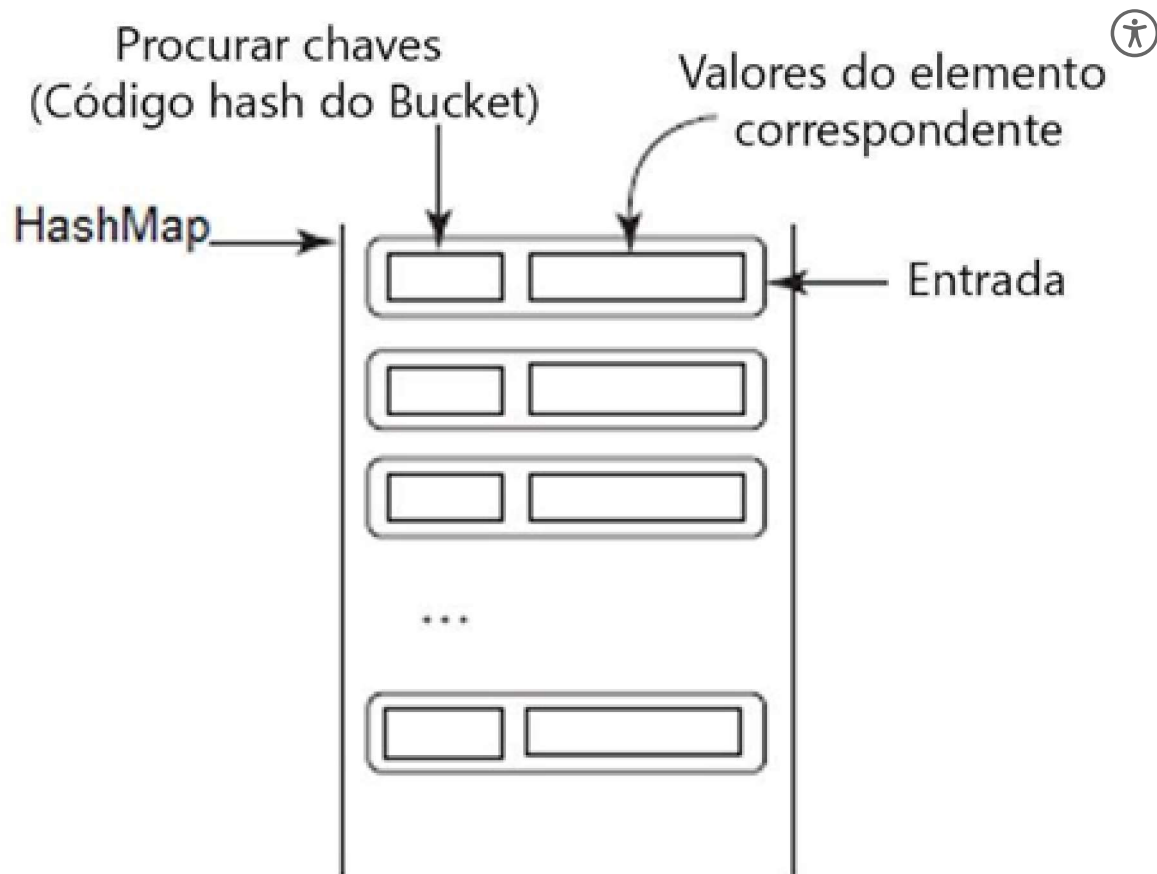 Procurar chaves
(Código hash do Bucket)
Valores do elemento
correspondente
HashMap
Entrada
...